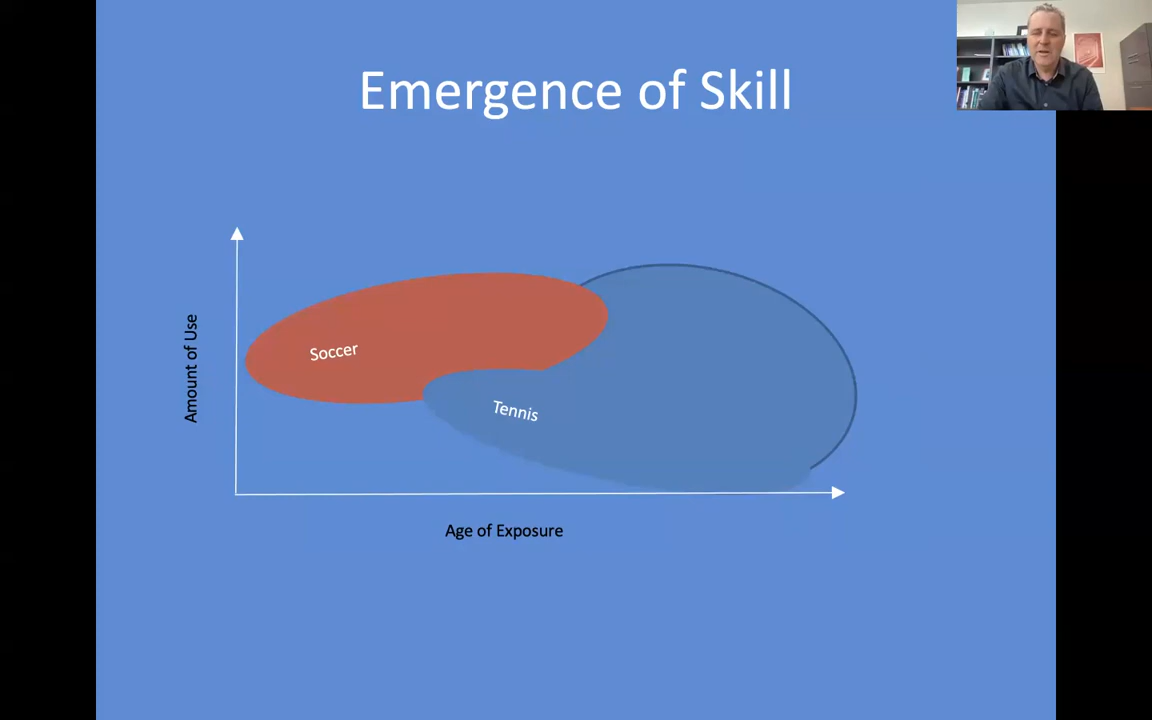 Emergence of Skill
Amount of Use
Soccer
Tennis
Age of Exposure